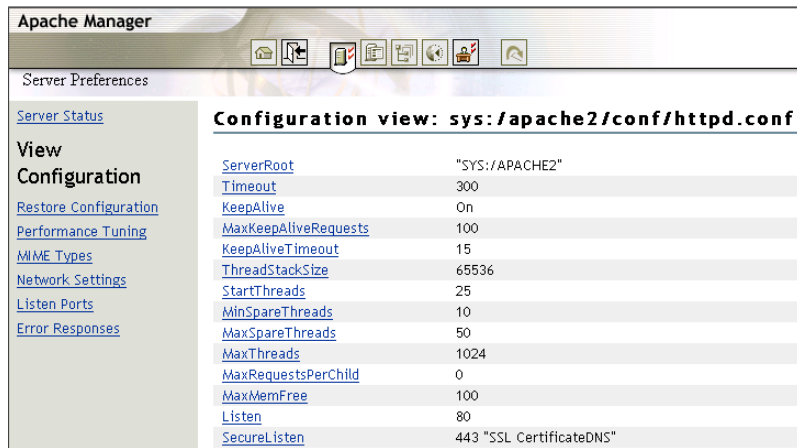 Apache Manager
Server Preferences
Server Status
View
Configuration
Restore Configuration
Performance Tuning
MIME Types
Network Settings
Listen Ports
Error Responses
Configuration view: sys:/apache2/conf/httpd.conf
ServerRoot "SYS:/APACHE2"
Timeout 300
KeepAlive On
MaxKeepAliveRequests 100
KeepAliveTimeout 15
ThreadStackSize 65536
StartThreads 25
MinSpareThreads 10
MaxSpareThreads 50
MaxThreads 1024
MaxRequestsPerChild 0
MaxMemFree 100
Listen 80
SecureListen 443 "SSL CertificateDNS"